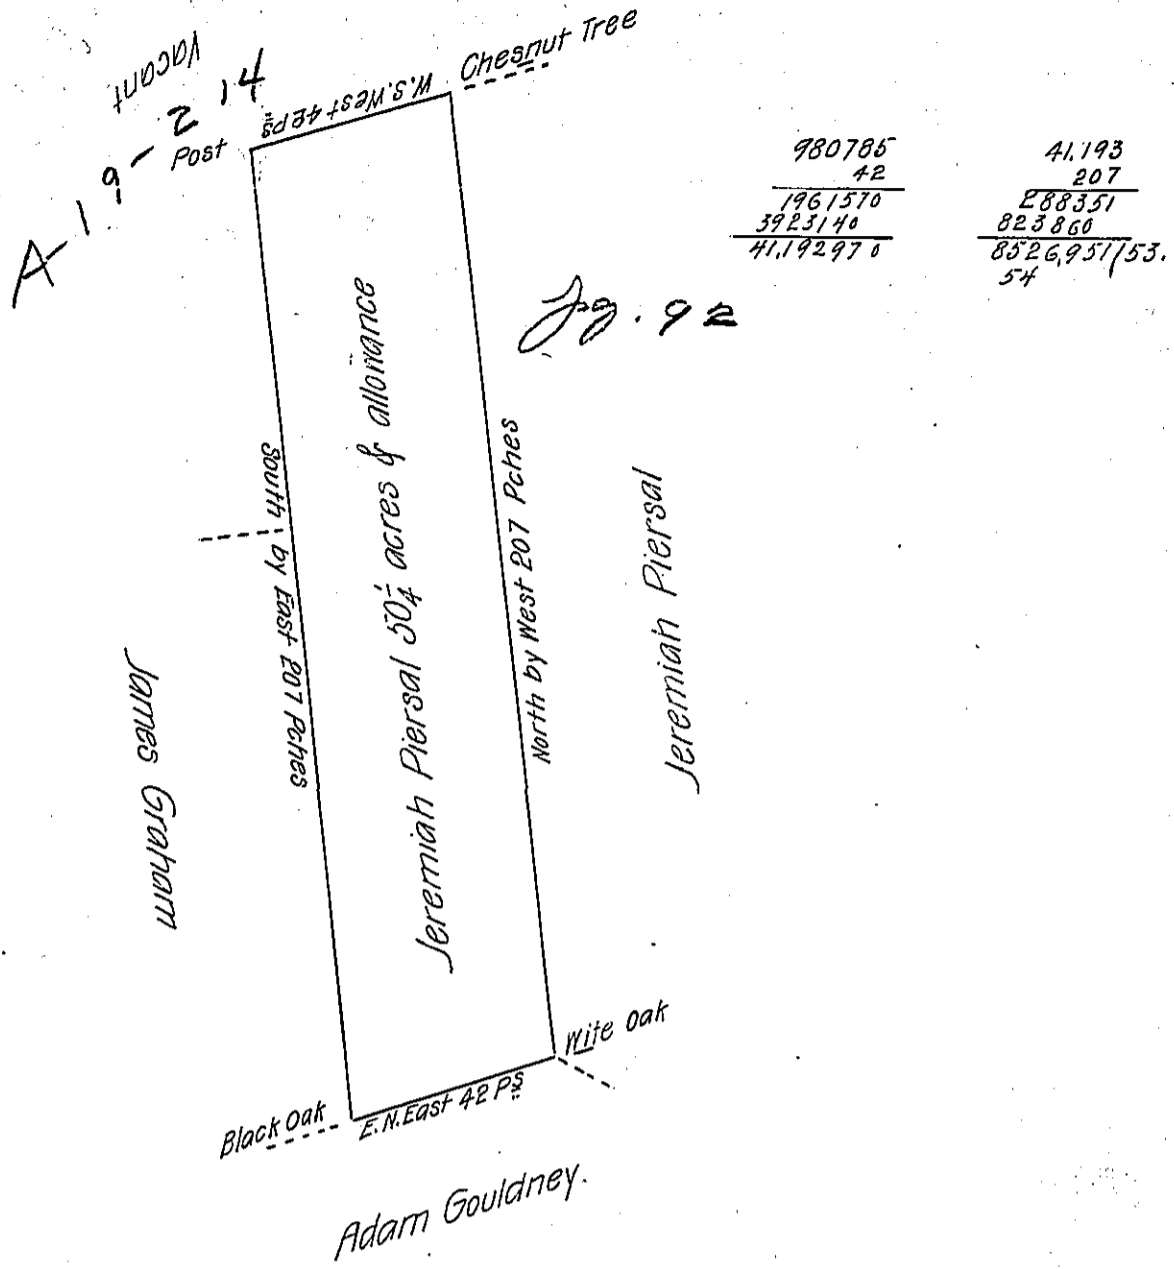 Vacant
A-19-214
Post
W.S.West 42 Ps
Chesnut Tree
980785
42
1961570
3923140
41,192970
41,193
207
288351
823860
8526,951/53.
54
92
South by East 207 Pches
Jeremiah Piersal 50 1/4 acres & allowance
North by West 207 Pches
Jeremiah Piersal
James Graham
Black Oak
E.N.East 42 Ps
Wite Oak
Adam Gouldney.